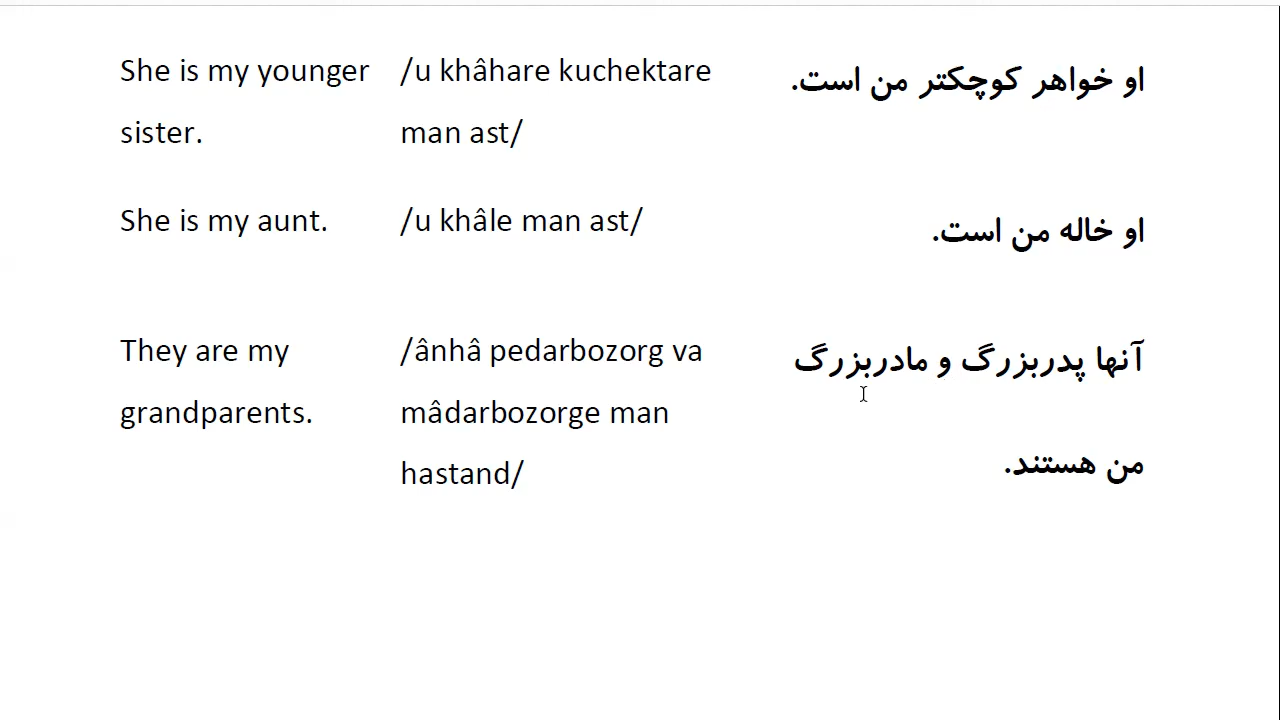 She is my younger
sister.
/u khâhare kuchektare
man ast/
او خواهر کوچکتر من است.
She is my aunt.
/u khâle man ast/
او خاله من است.
They are my
grandparents.
/ânhâ pedarbozorg va
mâdarbozorge man
hastand/
آنها پدربزرگ و مادربزرگ
من هستند.